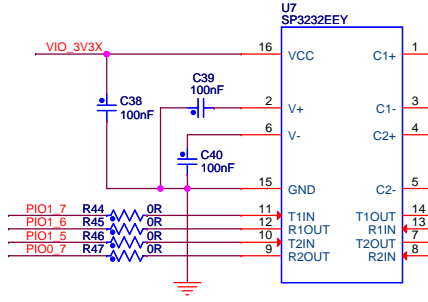 U7
SP3232EEY
VIO_3V3X
16 VCC C1+ 1
C39
100nF
C38
100nF
2 V+ C1- 3
6 V- C2+ 4
C40
100nF
15 GND C2- 5
PIO1_7 R44 0R 11 T1IN T1OUT 14
PIO1_6 R45 0R 12 R1OUT R1IN 13
PIO1_5 R46 0R 10 T2IN T2OUT 7
PIO0_7 R47 0R 9 R2OUT R2IN 8